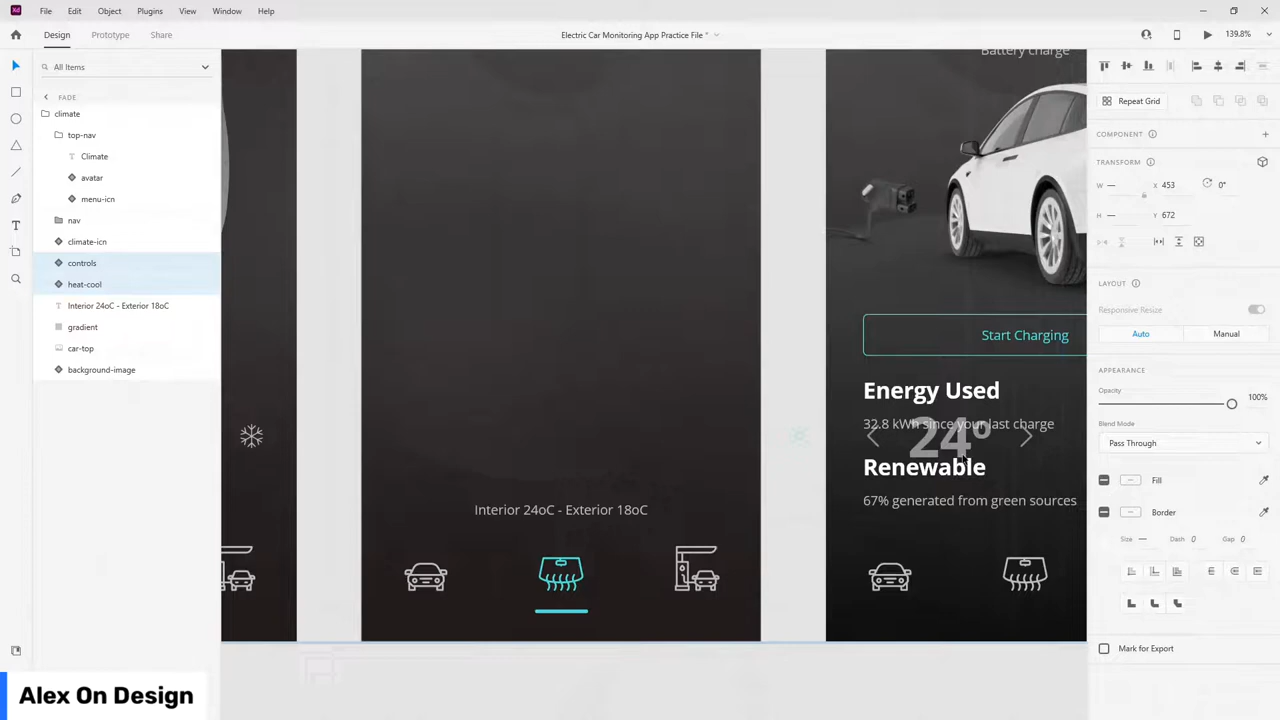 Xd File Edit Object Plugins View Window Help
Design Prototype Share Electric Car Monitoring App Practice File * 139.8%
All Items
FADE
climate
top-nav
T Climate
avatar
menu-icn
nav
climate-icn
controls
heat-cool
T Interior 24oC - Exterior 18oC
gradient
car-top
background-image
Interior 24oC - Exterior 18oC
Battery charge
Start Charging
Energy Used
32.8 kWh since your last charge
24º
Renewable
67% generated from green sources
Repeat Grid
COMPONENT
TRANSFORM
W — X 453 0°
H — Y 672
LAYOUT
Responsive Resize
Auto Manual
APPEARANCE
Opacity
100%
Blend Mode
Pass Through
Fill
Border
Size — Dash 0 Gap 0
Mark for Export
Alex On Design